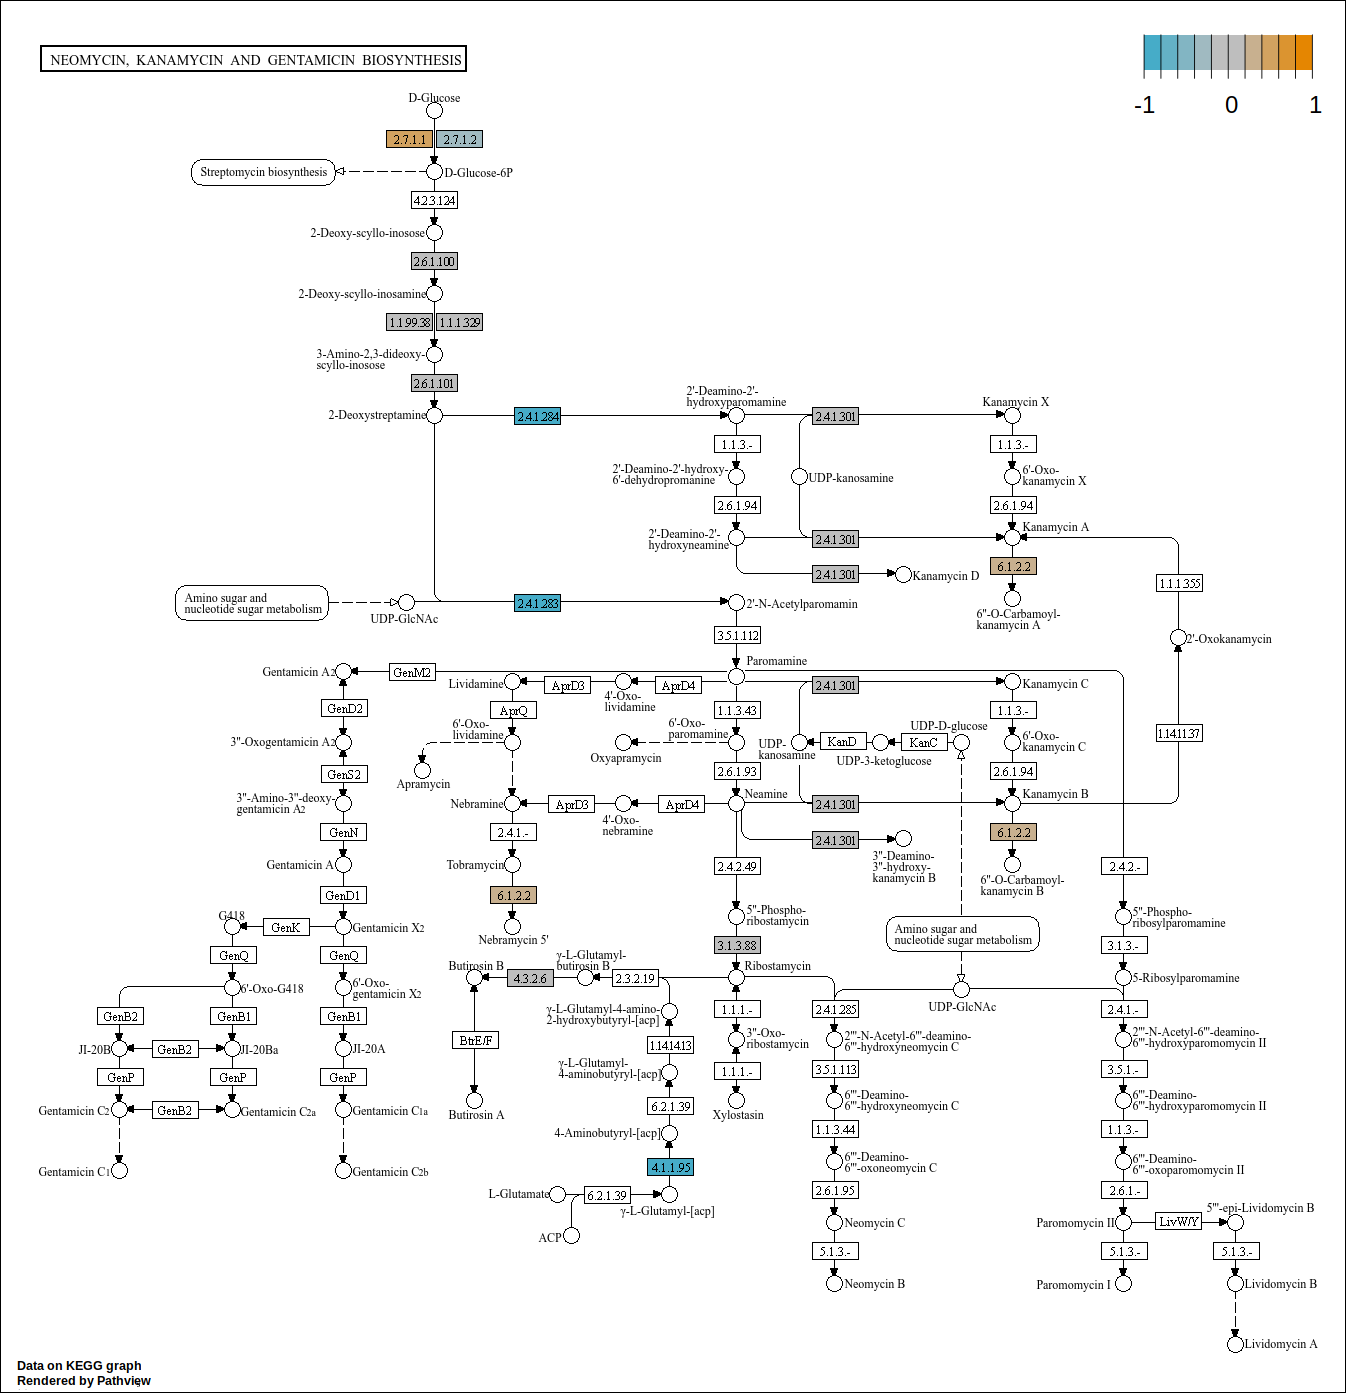 NEOMYCIN, KANAMYCIN AND GENTAMICIN BIOSYNTHESIS
-1
0
1
D-Glucose
2.7.1.1
2.7.1.2
Streptomycin biosynthesis
D-Glucose-6P
4.2.3.124
2-Deoxy-scyllo-inosose
2.6.1.100
2-Deoxy-scyllo-inosamine
1.1.99.38
1.1.1.329
3-Amino-2,3-dideoxy-
scyllo-inosose
2.6.1.101
2-Deoxystreptamine
2.4.1.284
2'-Deamino-2'-
hydroxyparomamine
2.4.1.301
Kanamycin X
1.1.3.-
1.1.3.-
2'-Deamino-2'-hydroxy-
6'-dehydropromanine
UDP-kanosamine
6'-Oxo-
kanamycin X
2.6.1.94
2.6.1.94
2'-Deamino-2'-
hydroxyneamine
2.4.1.301
Kanamycin A
2.4.1.301
Kanamycin D
6.1.2.2
1.1.1.355
Amino sugar and
nucleotide sugar metabolism
UDP-GlcNAc
2.4.1.283
2'-N-Acetylparomamin
6''-O-Carbamoyl-
kanamycin A
3.5.1.112
2'-Oxokanamycin
Paromamine
Gentamicin A2
GenM2
Lividamine
AprD3
4'-Oxo-
lividamine
AprD4
2.4.1.301
Kanamycin C
GenD2
AprQ
1.1.3.43
1.1.3.-
3''-Oxogentamicin A2
6'-Oxo-
lividamine
6'-Oxo-
paromamine
Oxyapramycin
UDP-
kanosamine
KanD
UDP-3-ketoglucose
KanC
UDP-D-glucose
6'-Oxo-
kanamycin C
1.14.11.37
GenS2
Apramycin
2.6.1.93
2.6.1.94
3''-Amino-3''-deoxy-
gentamicin A2
Nebramine
AprD3
4'-Oxo-
nebramine
AprD4
Neamine
2.4.1.301
Kanamycin B
GenN
2.4.1.-
2.4.1.301
3''-Deamino-
3''-hydroxy-
kanamycin B
6.1.2.2
Gentamicin A
Tobramycin
2.4.2.49
6''-O-Carbamoyl-
kanamycin B
2.4.2.-
GenD1
6.1.2.2
G418
GenK
Gentamicin X2
Nebramycin 5'
5''-Phospho-
ribostamycin
Amino sugar and
nucleotide sugar metabolism
5''-Phospho-
ribosylparomamine
GenQ
GenQ
3.1.3.88
3.1.3.-
6'-Oxo-G418
6'-Oxo-
gentamicin X2
Butirosin B
4.3.2.6
γ-L-Glutamyl-
butirosin B
2.3.2.19
Ribostamycin
UDP-GlcNAc
5-Ribosylparomamine
GenB2
GenB1
GenB1
γ-L-Glutamyl-4-amino-
2-hydroxybutyryl-[acp]
1.1.1.-
2.4.1.285
2.4.1.-
JI-20B
GenB2
JI-20Ba
JI-20A
BtrE/F
1.14.14.13
3''-Oxo-
ribostamycin
2'''-N-Acetyl-6'''-deamino-
6'''-hydroxyneomycin C
2'''-N-Acetyl-6'''-deamino-
6'''-hydroxyparomomycin II
GenP
GenP
GenP
γ-L-Glutamyl-
4-aminobutyryl-[acp]
1.1.1.-
3.5.1.113
3.5.1.-
Gentamicin C2
GenB2
Gentamicin C2a
Gentamicin C1a
Butirosin A
6.2.1.39
Xylostasin
6'''-Deamino-
6'''-hydroxyneomycin C
6'''-Deamino-
6'''-hydroxyparomomycin II
4-Aminobutyryl-[acp]
1.1.3.44
1.1.3.-
Gentamicin C1
Gentamicin C2b
4.1.1.95
6'''-Deamino-
6'''-oxoneomycin C
6'''-Deamino-
6'''-oxoparomomycin II
L-Glutamate
6.2.1.39
γ-L-Glutamyl-[acp]
2.6.1.95
2.6.1.-
ACP
Neomycin C
Paromomycin II
LivW/Y
5'''-epi-Lividomycin B
5.1.3.-
5.1.3.-
5.1.3.-
Neomycin B
Paromomycin I
Lividomycin B
Lividomycin A
Data on KEGG graph
Rendered by Pathview